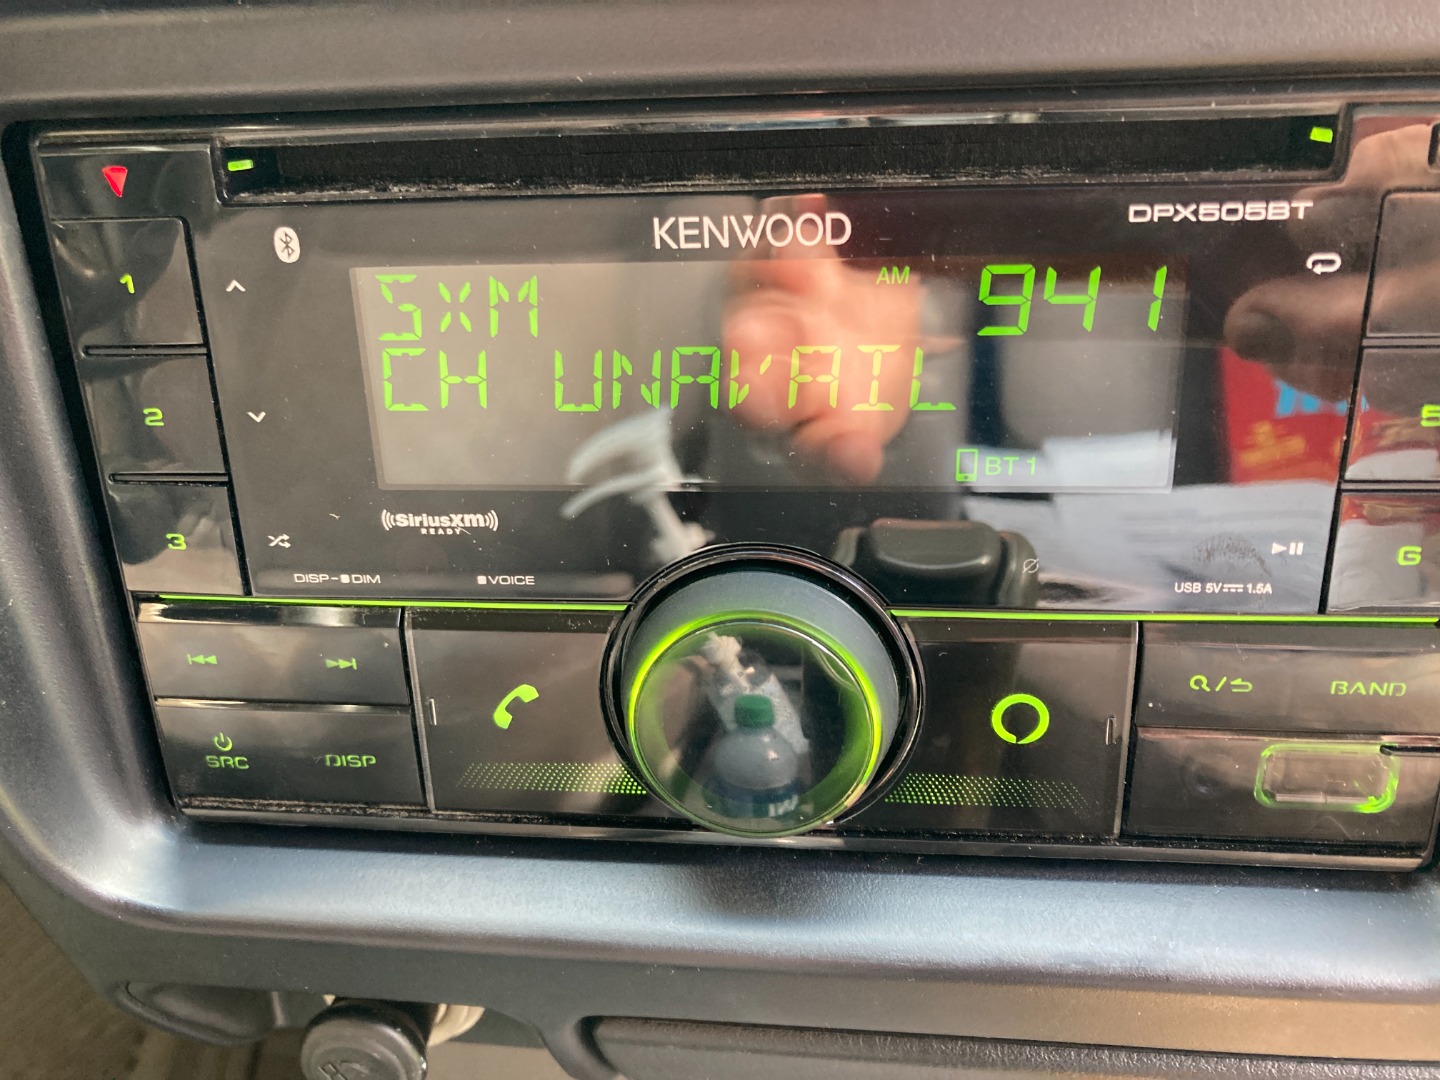 KENWOOD
DPX505BT
SXM
AM
941
CH UNAVAIL
BT 1
((SiriusXM))
READY
DISP-DIM
VOICE
USB 5V 1.5A
1
2
3
5
6
SRC
DISP
BAND